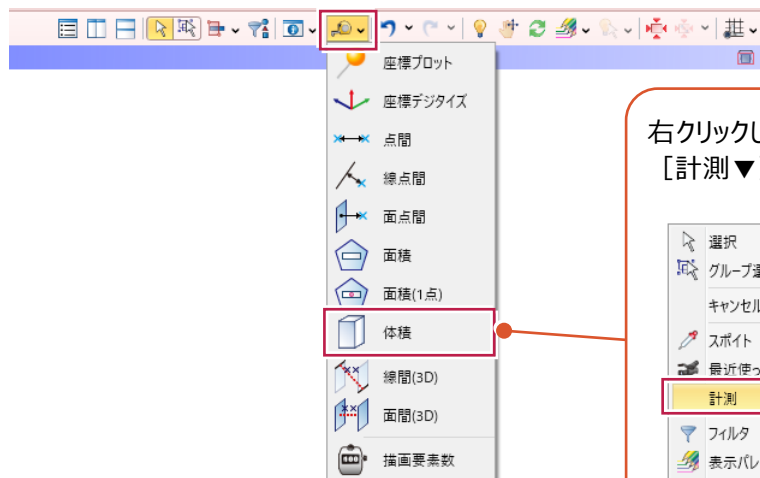 座標プロット
座標デジタイズ
点間
線点間
面点間
面積
面積(1点)
体積
線間(3D)
面間(3D)
描画要素数
右クリックし
［計測▼］
選択
グループ選
キャンセル
スポイト
最近使っ
計測
フィルタ
表示パレ